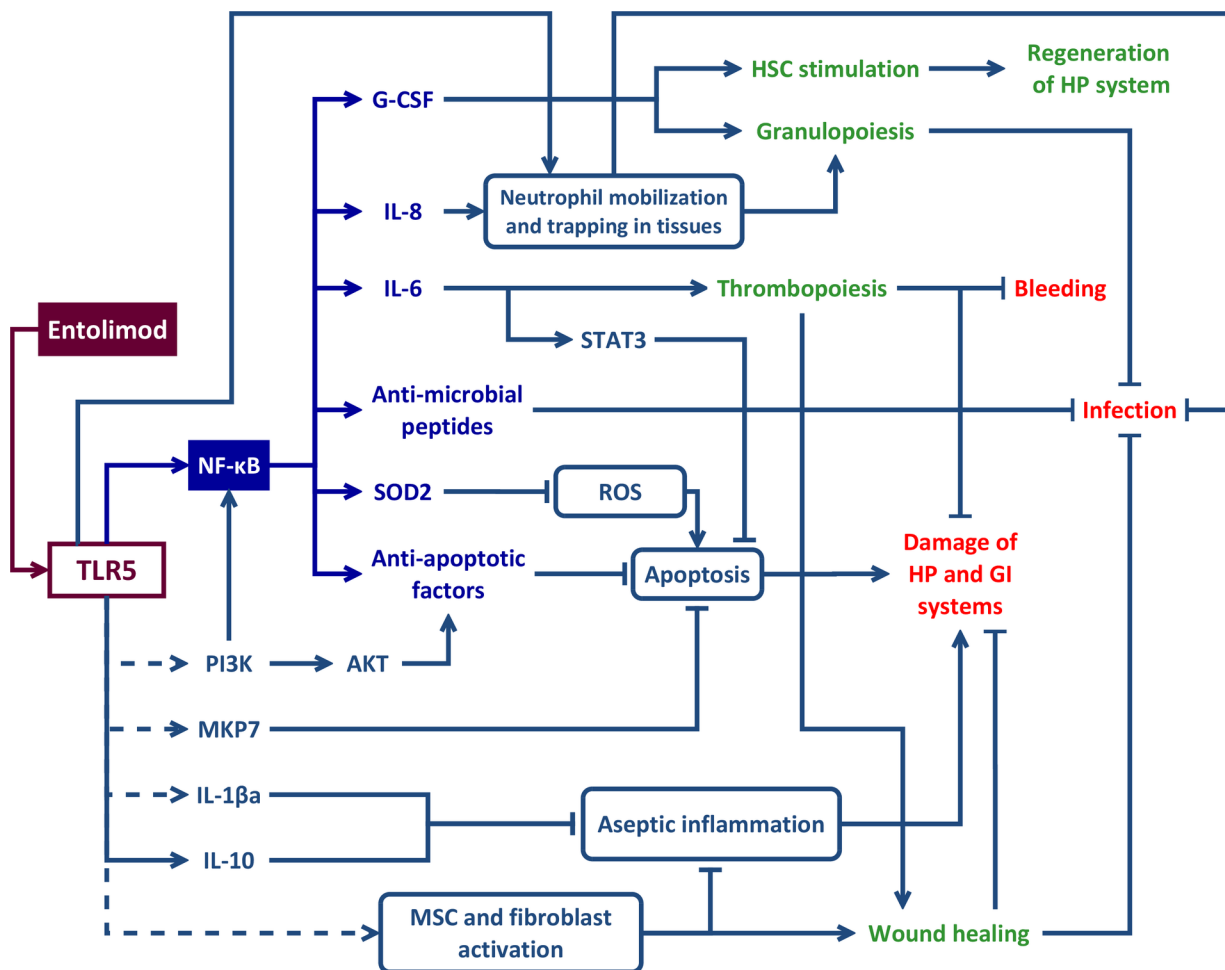 HSC stimulation
Regeneration
of HP system
G-CSF
Granulopoiesis
Neutrophil mobilization
and trapping in tissues
IL-8
IL-6
Thrombopoiesis
Bleeding
Entolimod
STAT3
Anti-microbial
peptides
Infection
NF-κB
SOD2
ROS
TLR5
Anti-apoptotic
factors
Apoptosis
Damage of
HP and GI
systems
PI3K
AKT
MKP7
IL-1βa
Aseptic inflammation
IL-10
MSC and fibroblast
activation
Wound healing